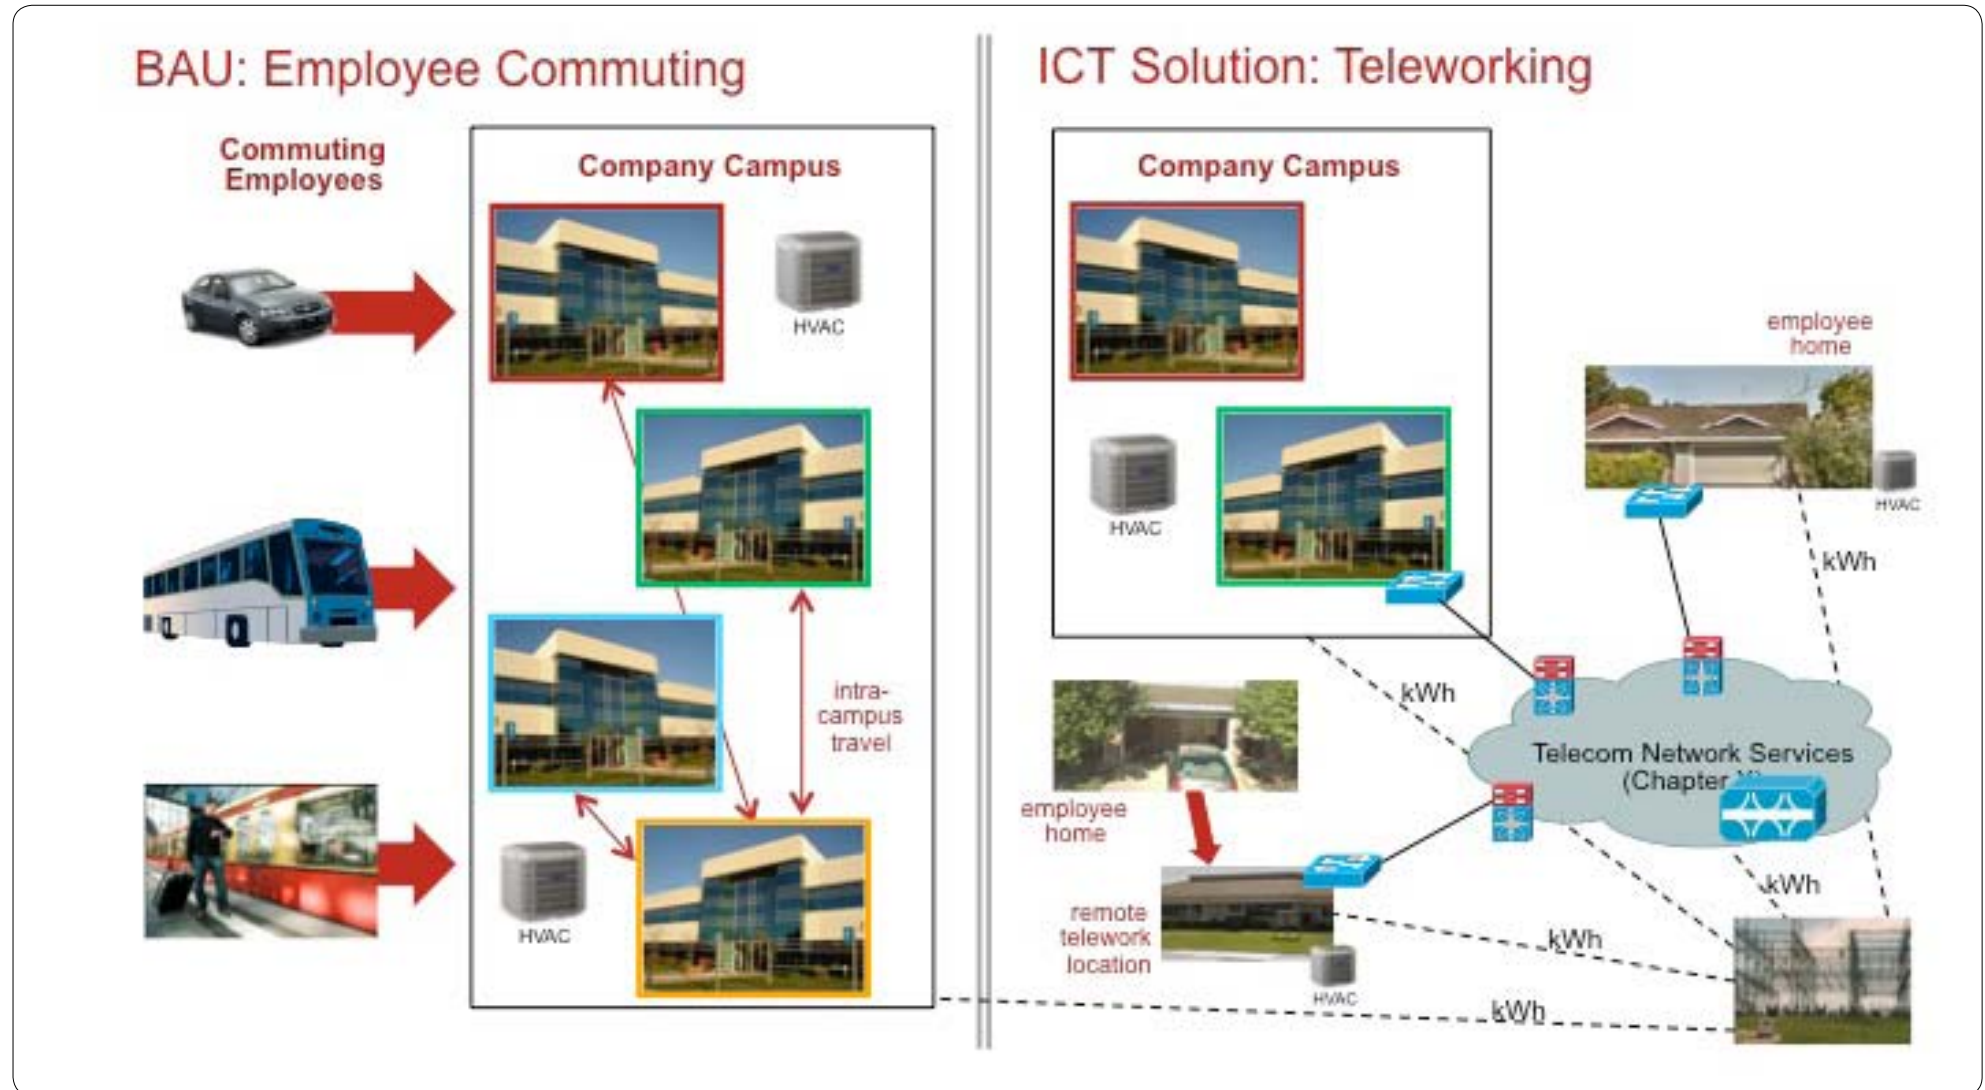 BAU: Employee Commuting
Commuting
Employees
Company Campus
HVAC
intra-
campus
travel
HVAC
ICT Solution: Teleworking
Company Campus
HVAC
employee
home
HVAC
kWh
kWh
Telecom Network Services
(Chapter
employee
home
kWh
remote
telework
location
kWh
HVAC
kWh